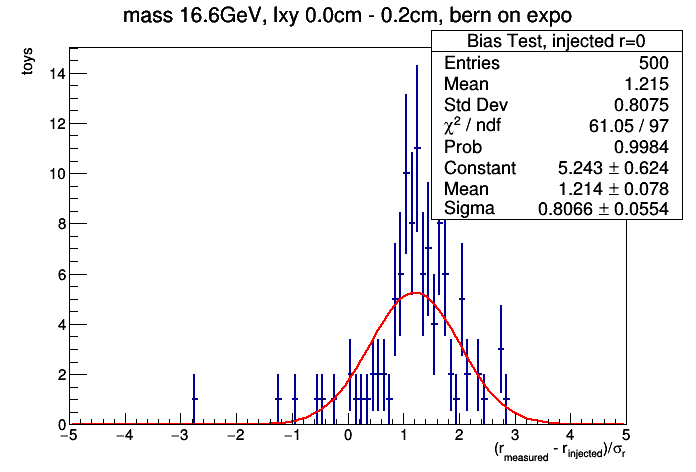 mass 16.6GeV, lxy 0.0cm - 0.2cm, bern on expo
Bias Test, injected r=0
Entries 500
Mean 1.215
Std Dev 0.8075
χ² / ndf 61.05 / 97
Prob 0.9984
Constant 5.243 ± 0.624
Mean 1.214 ± 0.078
Sigma 0.8066 ± 0.0554
toys
14
12
10
8
6
4
2
0
−5 −4 −3 −2 −1 0 1 2 3 4 5
(r_measured - r_injected)/σ_r